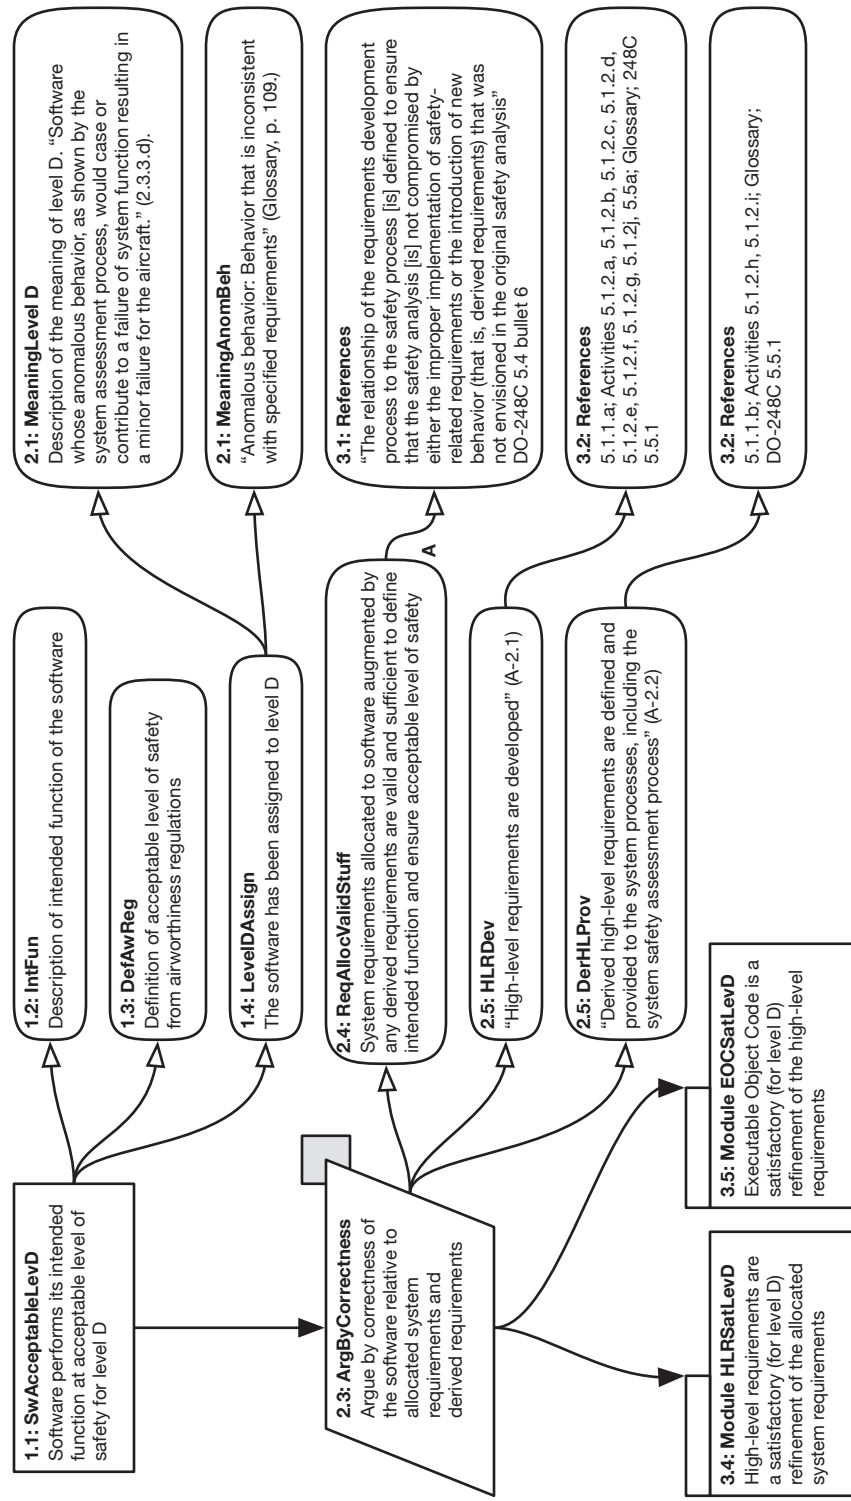 1.1: SwAcceptableLevD
Software performs its intended
function at acceptable level of
safety for level D
1.2: IntFun
Description of intended function of the software
1.3: DefAwReg
Definition of acceptable level of safety
from airworthiness regulations
1.4: LevelDAssign
The software has been assigned to level D
2.1: MeaningLevel D
Description of the meaning of level D. “Software
whose anomalous behavior, as shown by the
system assessment process, would case or
contribute to a failure of system function resulting in
a minor failure for the aircraft.” (2.3.3.d).
2.1: MeaningAnomBeh
“Anomalous behavior: Behavior that is inconsistent
with specified requirements” (Glossary, p. 109.)
2.3: ArgByCorrectness
Argue by correctness of
the software relative to
allocated system
requirements and
derived requirements
2.4: ReqAllocValidStuff
System requirements allocated to software augmented by
any derived requirements are valid and sufficient to define
intended function and ensure acceptable level of safety
A
3.1: References
“The relationship of the requirements development
process to the safety process [is] defined to ensure
that the safety analysis [is] not compromised by
either the improper implementation of safety-
related requirements or the introduction of new
behavior (that is, derived requirements) that was
not envisioned in the original safety analysis”
DO-248C 5.4 bullet 6
2.5: HLRDev
“High-level requirements are developed” (A-2.1)
3.2: References
5.1.1.a; Activities 5.1.2.a, 5.1.2.b, 5.1.2.c, 5.1.2.d,
5.1.2.e, 5.1.2.f, 5.1.2.g, 5.1.2j, 5.5a; Glossary; 248C
5.5.1
2.5: DerHLProv
“Derived high-level requirements are defined and
provided to the system processes, including the
system safety assessment process” (A-2.2)
3.2: References
5.1.1.b; Activities 5.1.2.h, 5.1.2.i; Glossary;
DO-248C 5.5.1
3.4: Module HLRSatLevD
High-level requirements are
a satisfactory (for level D)
refinement of the allocated
system requirements
3.5: Module EOCSatLevD
Executable Object Code is a
satisfactory (for level D)
refinement of the high-level
requirements